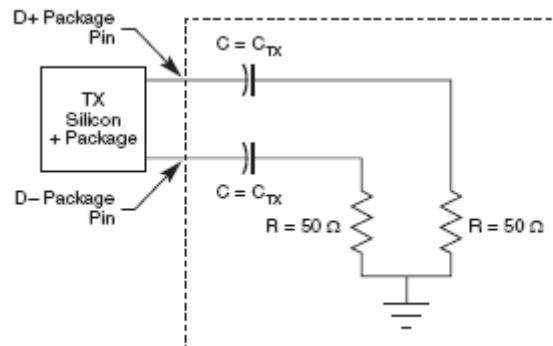 D+ Package
Pin
C = C_TX
TX
Silicon
+ Package
D− Package
Pin
C = C_TX
R = 50 Ω
R = 50 Ω